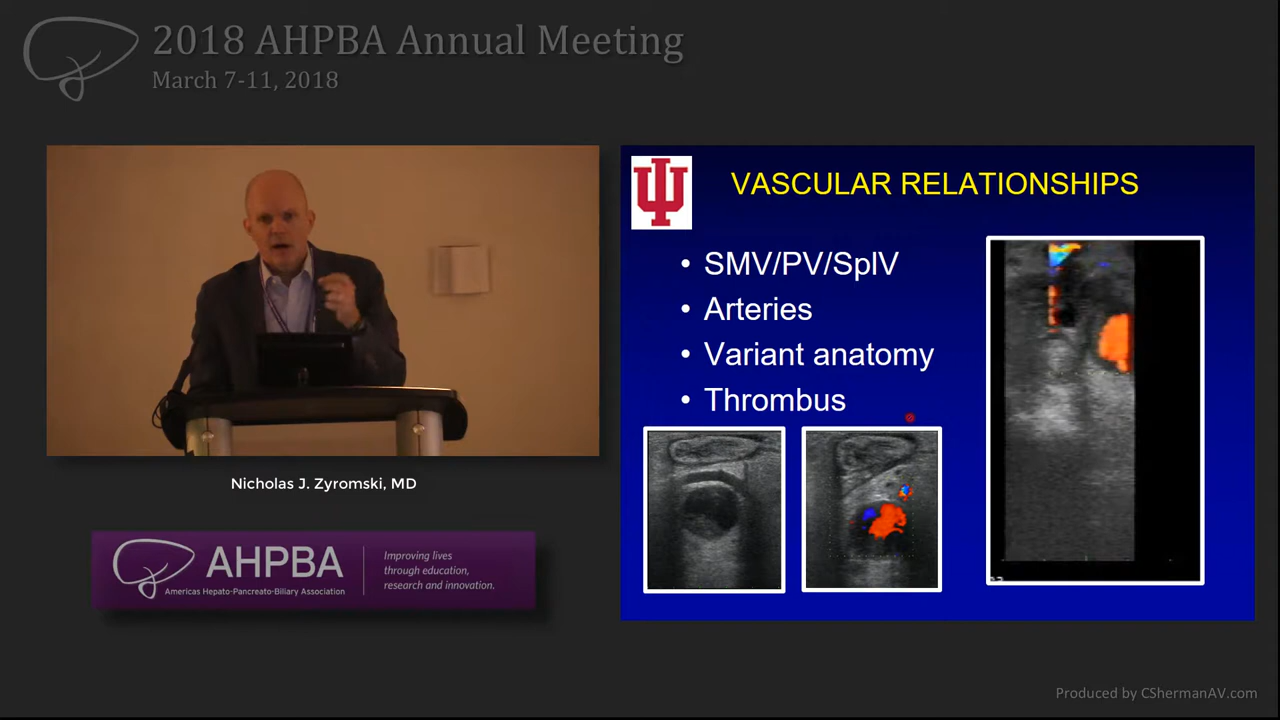 2018 AHPBA Annual Meeting
March 7-11, 2018
VASCULAR RELATIONSHIPS
• SMV/PV/SplV
• Arteries
• Variant anatomy
• Thrombus
Nicholas J. Zyromski, MD
AHPBA
Americas Hepato-Pancreato-Biliary Association
Improving lives
through education,
research and innovation.
Produced by CShermanAV.com